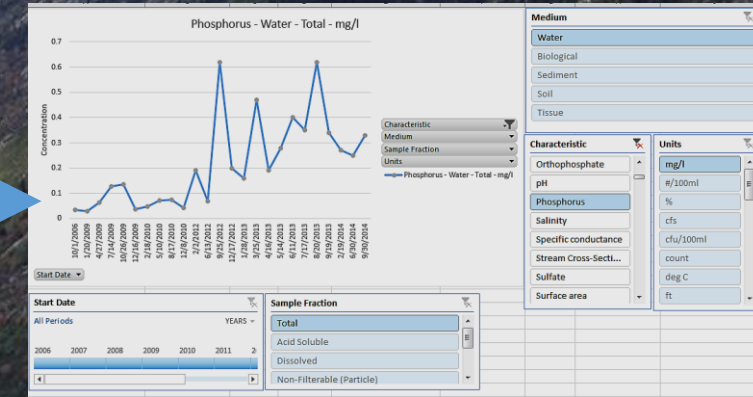 Phosphorus - Water - Total - mg/l
0.7
0.6
0.5
0.4
0.3
0.2
0.1
0
Concentration
10/1/2006
1/20/2009
4/27/2009
7/24/2009
10/26/2009
12/16/2009
2/18/2010
5/10/2010
8/17/2010
12/8/2010
2/2/2012
6/13/2012
9/25/2012
12/17/2012
1/28/2013
3/25/2013
4/16/2013
5/14/2013
6/11/2013
7/17/2013
8/20/2013
9/19/2013
2/19/2014
6/30/2014
9/30/2014
Start Date
Characteristic
Medium
Sample Fraction
Units
Phosphorus - Water - Total - mg/l
Medium
Water
Biological
Sediment
Soil
Tissue
Characteristic
Orthophosphate
pH
Phosphorus
Salinity
Specific conductance
Stream Cross-Secti...
Sulfate
Surface area
Units
mg/l
#/100ml
%
cfs
cfu/100ml
count
deg C
ft
Start Date
All Periods YEARS
2006 2007 2008 2009 2010 2011
Sample Fraction
Total
Acid Soluble
Dissolved
Non-Filterable (Particle)